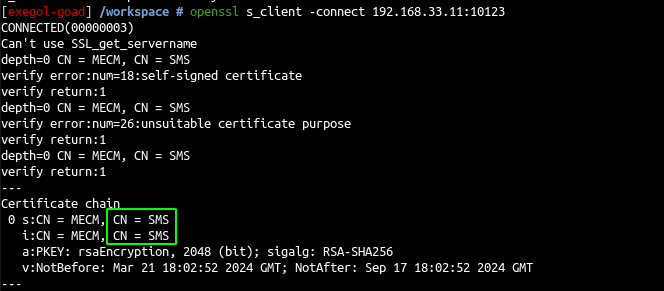 [exegol-goad] /workspace # openssl s_client -connect 192.168.33.11:10123
CONNECTED(00000003)
Can't use SSL_get_servername
depth=0 CN = MECM, CN = SMS
verify error:num=18:self-signed certificate
verify return:1
depth=0 CN = MECM, CN = SMS
verify error:num=26:unsuitable certificate purpose
verify return:1
depth=0 CN = MECM, CN = SMS
verify return:1
---
Certificate chain
 0 s:CN = MECM, CN = SMS
   i:CN = MECM, CN = SMS
   a:PKEY: rsaEncryption, 2048 (bit); sigalg: RSA-SHA256
   v:NotBefore: Mar 21 18:02:52 2024 GMT; NotAfter: Sep 17 18:02:52 2024 GMT
---